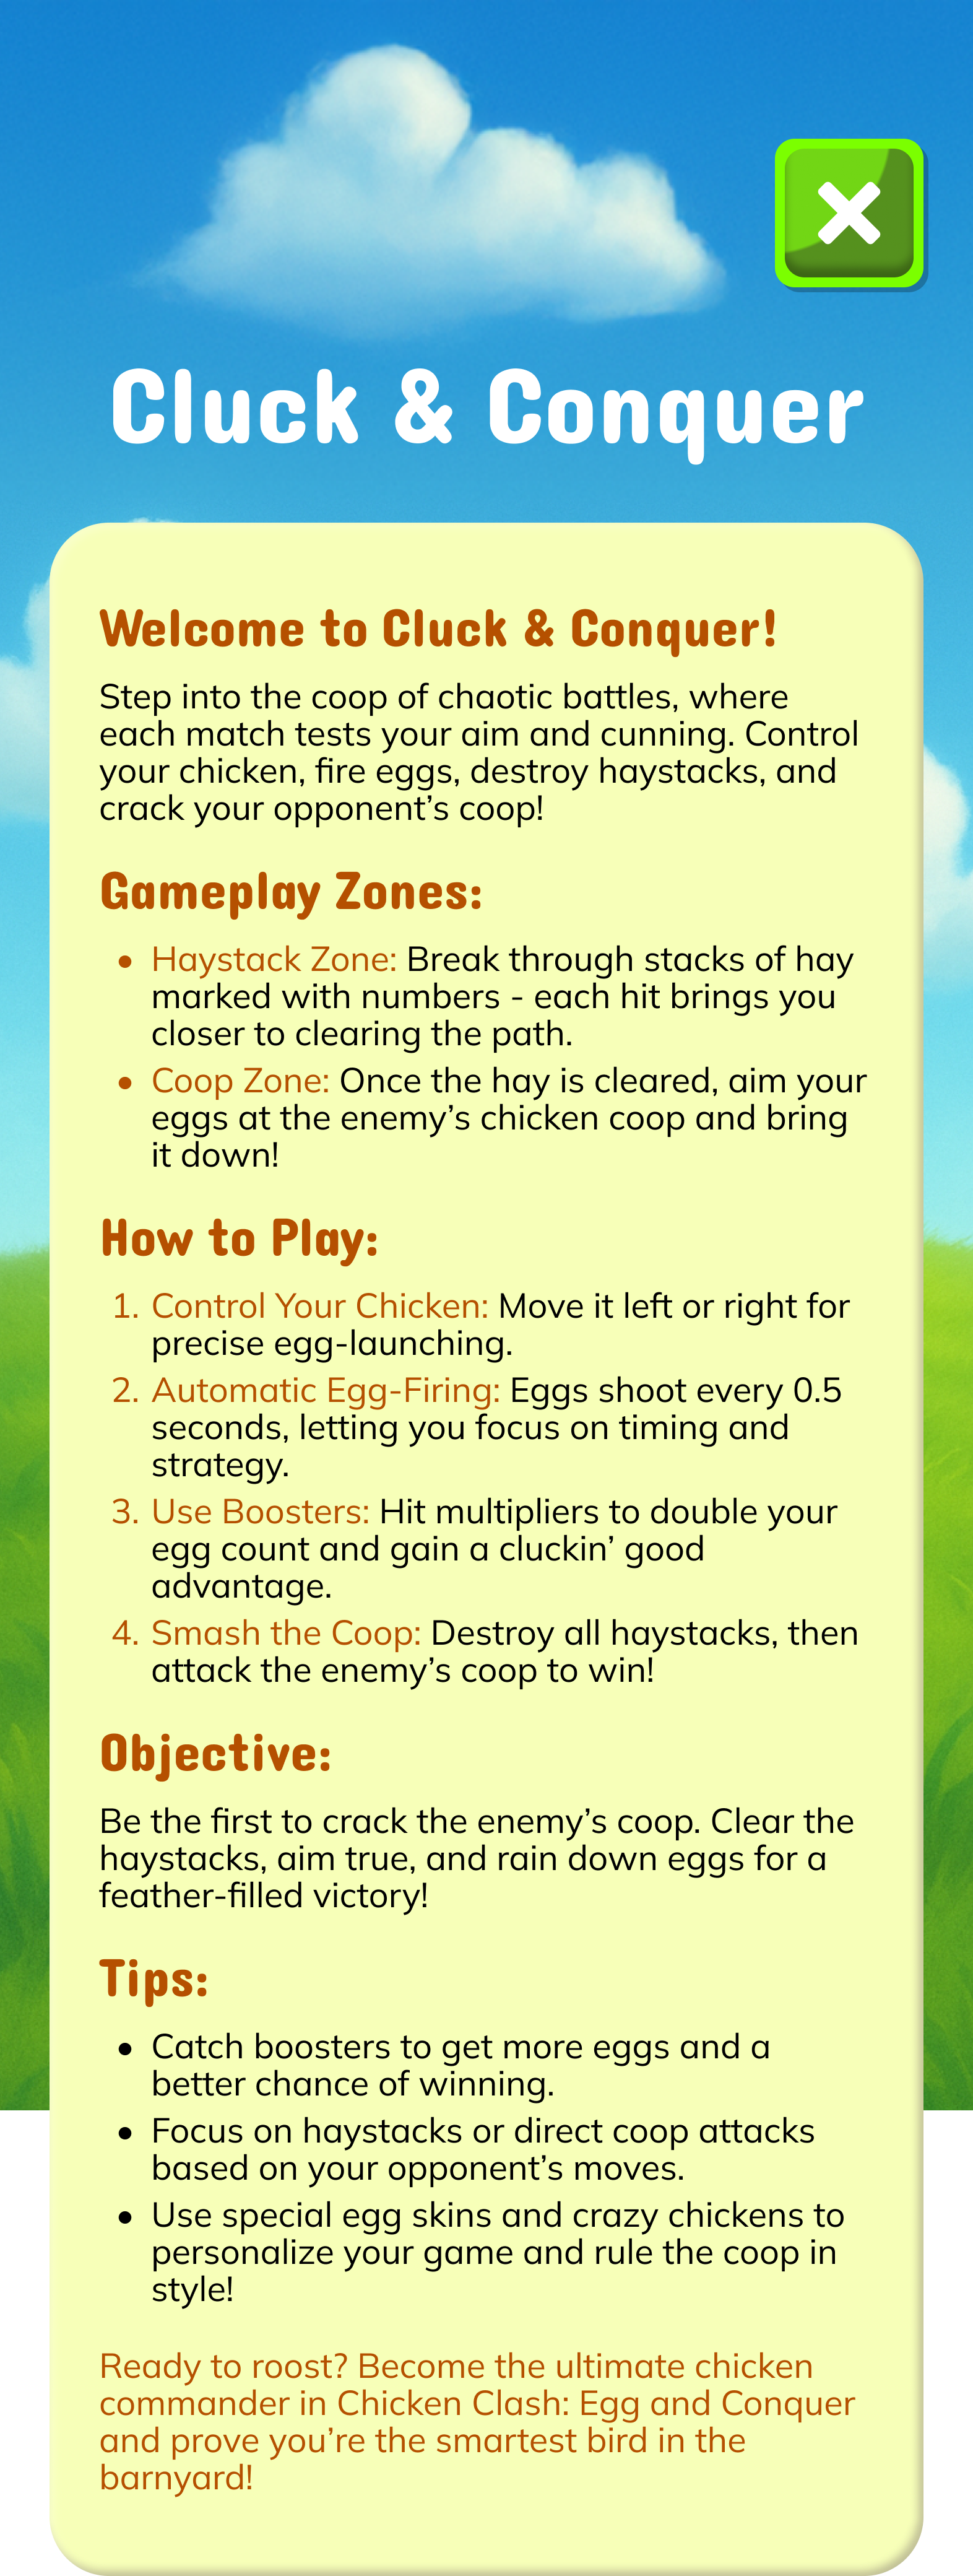 Cluck & Conquer
Welcome to Cluck & Conquer!
Step into the coop of chaotic battles, where
each match tests your aim and cunning. Control
your chicken, fire eggs, destroy haystacks, and
crack your opponent’s coop!
Gameplay Zones:
• Haystack Zone: Break through stacks of hay
marked with numbers - each hit brings you
closer to clearing the path.
• Coop Zone: Once the hay is cleared, aim your
eggs at the enemy’s chicken coop and bring
it down!
How to Play:
1. Control Your Chicken: Move it left or right for
precise egg-launching.
2. Automatic Egg-Firing: Eggs shoot every 0.5
seconds, letting you focus on timing and
strategy.
3. Use Boosters: Hit multipliers to double your
egg count and gain a cluckin’ good
advantage.
4. Smash the Coop: Destroy all haystacks, then
attack the enemy’s coop to win!
Objective:
Be the first to crack the enemy’s coop. Clear the
haystacks, aim true, and rain down eggs for a
feather-filled victory!
Tips:
• Catch boosters to get more eggs and a
better chance of winning.
• Focus on haystacks or direct coop attacks
based on your opponent’s moves.
• Use special egg skins and crazy chickens to
personalize your game and rule the coop in
style!
Ready to roost? Become the ultimate chicken
commander in Chicken Clash: Egg and Conquer
and prove you’re the smartest bird in the
barnyard!